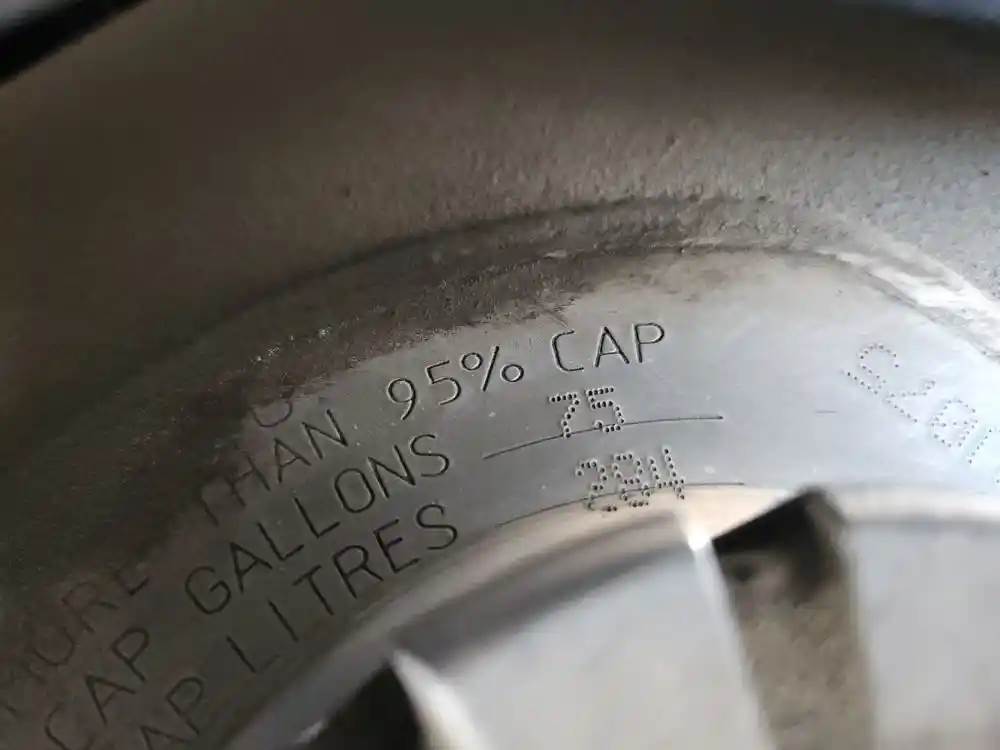 THAN 95% CAP
CAP GALLONS 75
CAP LITRES 284